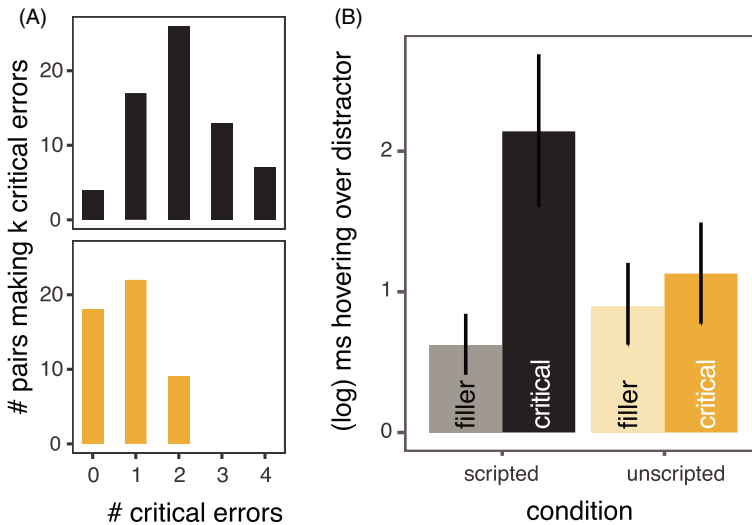 (A)
# pairs making k critical errors
20
10
0
20
10
0
0 1 2 3 4
# critical errors
(B)
(log) ms hovering over distractor
2
1
0
filler
critical
filler
critical
scripted unscripted
condition